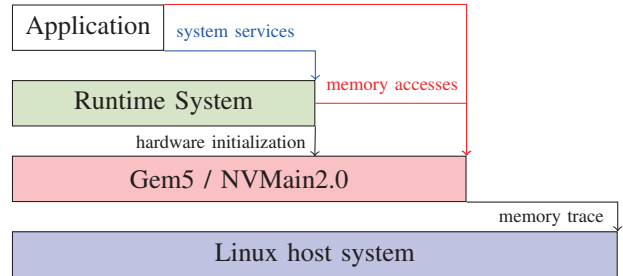 Application
system services
Runtime System
memory accesses
hardware initialization
Gem5 / NVMain2.0
memory trace
Linux host system